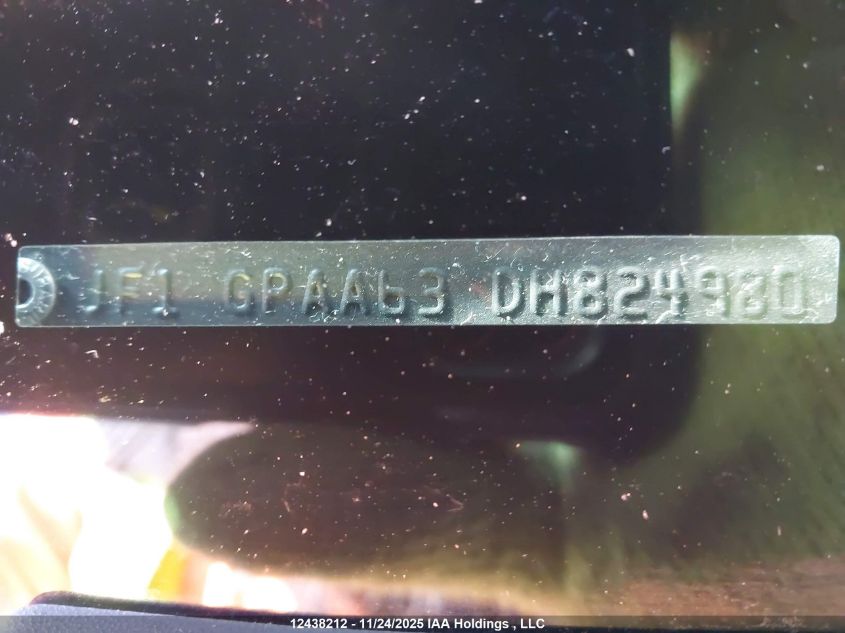 JF1 GPAA63 DH824980
12438212 - 11/24/2025 IAA Holdings , LLC